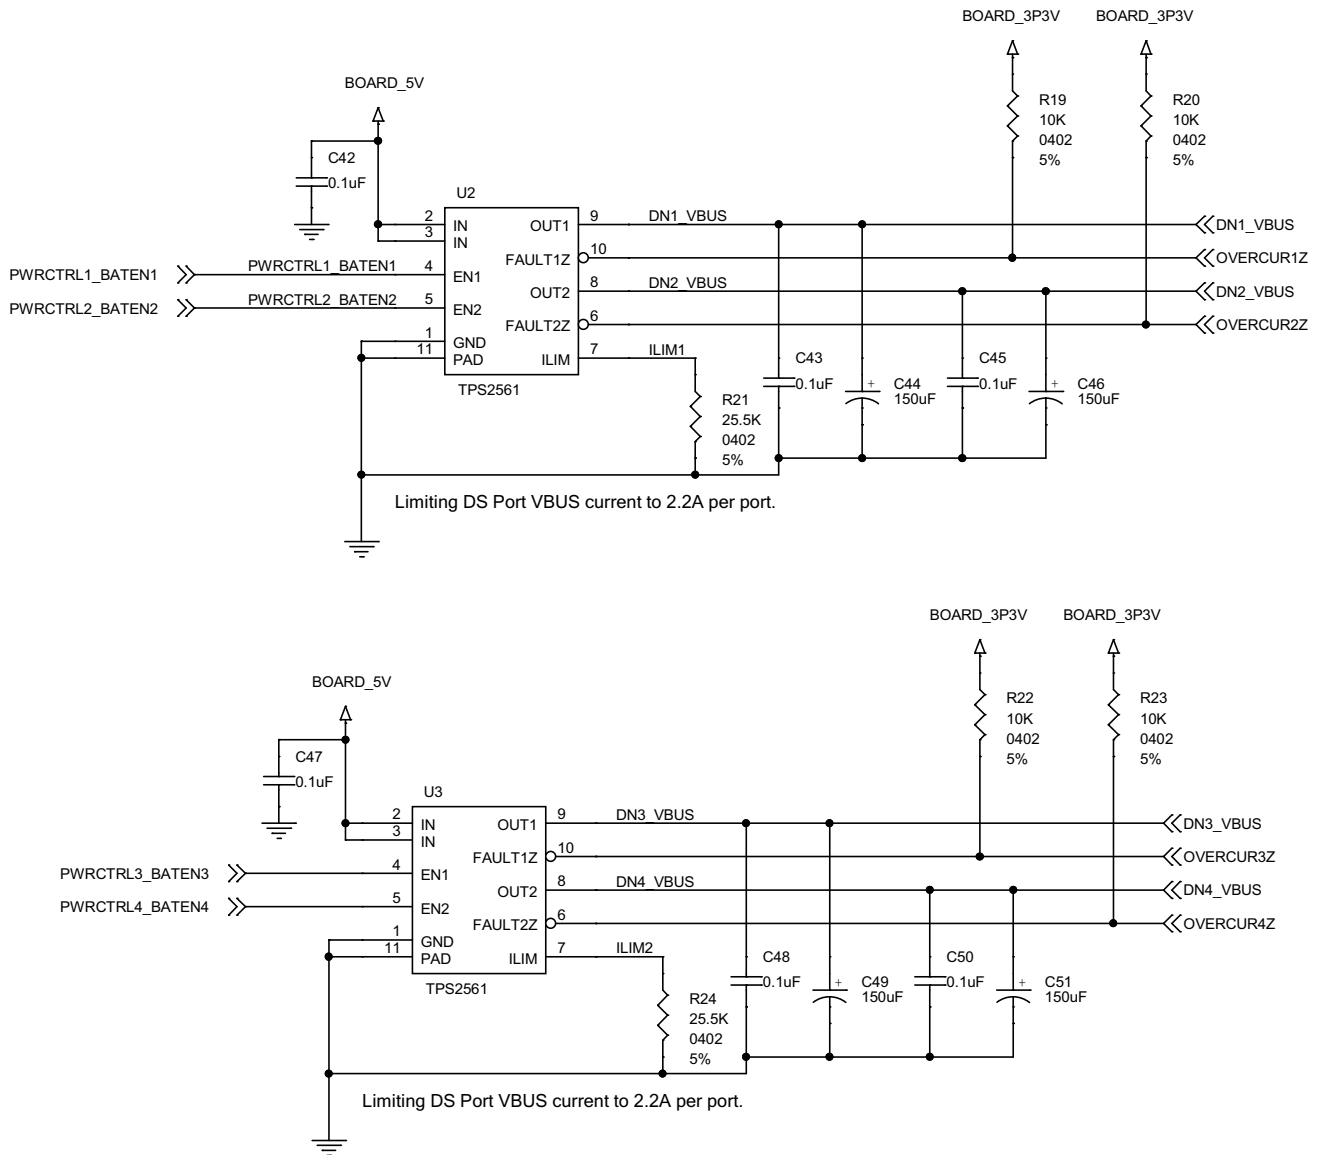 BOARD_3P3V BOARD_3P3V
BOARD_5V
R19
10K
0402
5%
R20
10K
0402
5%
C42
0.1uF
U2
2 IN
3 IN
4 EN1
5 EN2
1 GND
11 PAD
OUT1 9
FAULT1Z 10
OUT2 8
FAULT2Z 6
ILIM 7
TPS2561
PWRCTRL1_BATEN1 PWRCTRL1_BATEN1
PWRCTRL2_BATEN2 PWRCTRL2_BATEN2
DN1_VBUS DN1_VBUS
OVERCUR1Z
DN2_VBUS DN2_VBUS
OVERCUR2Z
ILIM1
R21
25.5K
0402
5%
C43
0.1uF
+
C44
150uF
C45
0.1uF
+
C46
150uF
Limiting DS Port VBUS current to 2.2A per port.
BOARD_3P3V BOARD_3P3V
BOARD_5V
R22
10K
0402
5%
R23
10K
0402
5%
C47
0.1uF
U3
2 IN
3 IN
4 EN1
5 EN2
1 GND
11 PAD
OUT1 9
FAULT1Z 10
OUT2 8
FAULT2Z 6
ILIM 7
TPS2561
PWRCTRL3_BATEN3
PWRCTRL4_BATEN4
DN3_VBUS DN3_VBUS
OVERCUR3Z
DN4_VBUS DN4_VBUS
OVERCUR4Z
ILIM2
R24
25.5K
0402
5%
C48
0.1uF
+
C49
150uF
C50
0.1uF
+
C51
150uF
Limiting DS Port VBUS current to 2.2A per port.